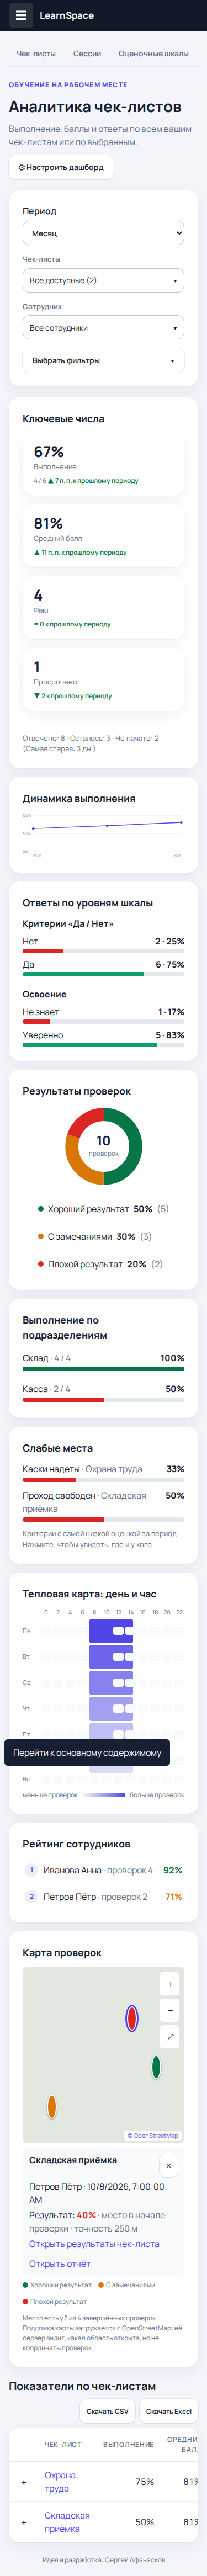 LearnSpace
Чек-листы Сессии Оценочные шкалы
ОБУЧЕНИЕ НА РАБОЧЕМ МЕСТЕ
Аналитика чек-листов
Выполнение, баллы и ответы по всем вашим
чек-листам или по выбранным.
⚙ Настроить дашборд
Период
Месяц
Чек-листы
Все доступные (2)
Сотрудник
Все сотрудники
Выбрать фильтры
Ключевые числа
67%
Выполнение
4 / 6 ▲ 7 п. п. к прошлому периоду
81%
Средний балл
▲ 11 п. п. к прошлому периоду
4
Факт
= 0 к прошлому периоду
1
Просрочено
▼ 2 к прошлому периоду
Отвечено: 8 · Осталось: 3 · Не начато: 2
(Самая старая: 3 дн.)
Динамика выполнения
100%
50%
0%
Ответы по уровням шкалы
Критерии «Да / Нет»
Нет 2 · 25%
Да 6 · 75%
Освоение
Не знает 1 · 17%
Уверенно 5 · 83%
Результаты проверок
10
проверок
Хороший результат 50% (5)
С замечаниями 30% (3)
Плохой результат 20% (2)
Выполнение по
подразделениям
Склад · 4 / 4 100%
Касса · 2 / 4 50%
Слабые места
Каски надеты · Охрана труда 33%
Проход свободен · Складская 50%
приёмка
Критерии с самой низкой оценкой за период.
Нажмите, чтобы увидеть, где и у кого.
Тепловая карта: день и час
0 2 4 6 8 10 12 14 16 18 20 22
Пн
Вт
Ср
Чт
Пт
Перейти к основному содержимому
Вс
меньше проверок больше проверок
Рейтинг сотрудников
1 Иванова Анна · проверок 4 92%
2 Петров Пётр · проверок 2 71%
Карта проверок
+
−
⤢
© OpenStreetMap
Складская приёмка ×
Петров Пётр · 10/8/2026, 7:00:00
AM
Результат: 40% · место в начале
проверки · точность 250 м
Открыть результаты чек-листа
Открыть отчёт
Хороший результат С замечаниями
Плохой результат
Место есть у 3 из 4 завершённых проверок.
Подложка карты загружается с OpenStreetMap: её
сервер видит, какая область открыта, но не
координаты проверок.
Показатели по чек-листам
Скачать CSV Скачать Excel
ЧЕК-ЛИСТ ВЫПОЛНЕНИЕ
+ Охрана 75%
труда
+ Складская 50%
приёмка
Идея и разработка: Сергей Афанасков